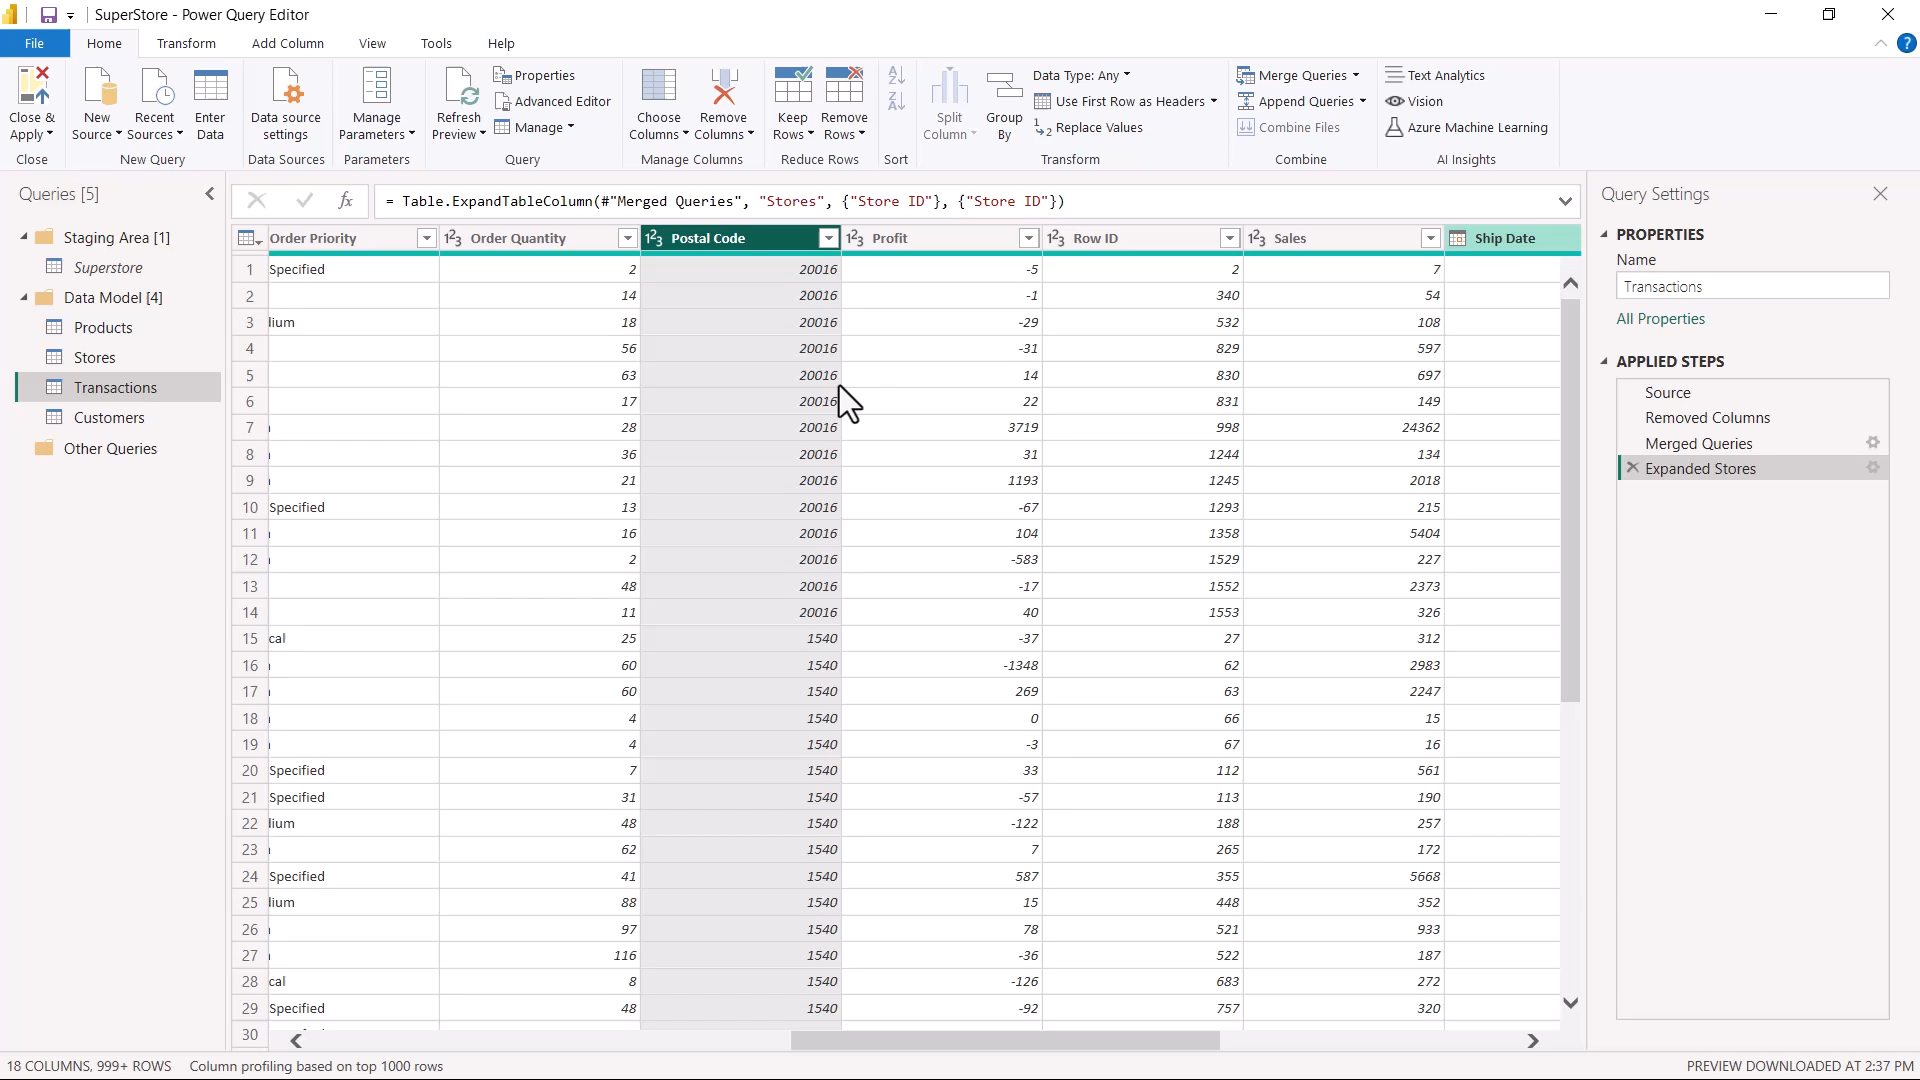 SuperStore - Power Query Editor
File Home Transform Add Column View Tools Help
Close & Apply
Close
New Source
Recent Sources
Enter Data
New Query
Data source settings
Data Sources
Manage Parameters
Parameters
Refresh Preview
Properties
Advanced Editor
Manage
Query
Choose Columns
Remove Columns
Manage Columns
Keep Rows
Remove Rows
Reduce Rows
Sort
Split Column
Group By
Data Type: Any
Use First Row as Headers
Replace Values
Transform
Merge Queries
Append Queries
Combine Files
Combine
Text Analytics
Vision
Azure Machine Learning
AI Insights
Queries [5]
Staging Area [1]
Superstore
Data Model [4]
Products
Stores
Transactions
Customers
Other Queries
fx = Table.ExpandTableColumn(#"Merged Queries", "Stores", {"Store ID"}, {"Store ID"})
Order Priority 123 Order Quantity 123 Postal Code 123 Profit 123 Row ID 123 Sales Ship Date
1 Specified 2 20016 -5 2 7
2 14 20016 -1 340 54
3 lium 18 20016 -29 532 108
4 56 20016 -31 829 597
5 63 20016 14 830 697
6 17 20016 22 831 149
7 28 20016 3719 998 24362
8 36 20016 31 1244 134
9 21 20016 1193 1245 2018
10 Specified 13 20016 -67 1293 215
11 16 20016 104 1358 5404
12 2 20016 -583 1529 227
13 48 20016 -17 1552 2373
14 11 20016 40 1553 326
15 cal 25 1540 -37 27 312
16 60 1540 -1348 62 2983
17 60 1540 269 63 2247
18 4 1540 0 66 15
19 4 1540 -3 67 16
20 Specified 7 1540 33 112 561
21 Specified 31 1540 -57 113 190
22 lium 48 1540 -122 188 257
23 62 1540 7 265 172
24 Specified 41 1540 587 355 5668
25 lium 88 1540 15 448 352
26 97 1540 78 521 933
27 116 1540 -36 522 187
28 cal 8 1540 -126 683 272
29 Specified 48 1540 -92 757 320
30
Query Settings
PROPERTIES
Name
Transactions
All Properties
APPLIED STEPS
Source
Removed Columns
Merged Queries
Expanded Stores
18 COLUMNS, 999+ ROWS Column profiling based on top 1000 rows
PREVIEW DOWNLOADED AT 2:37 PM